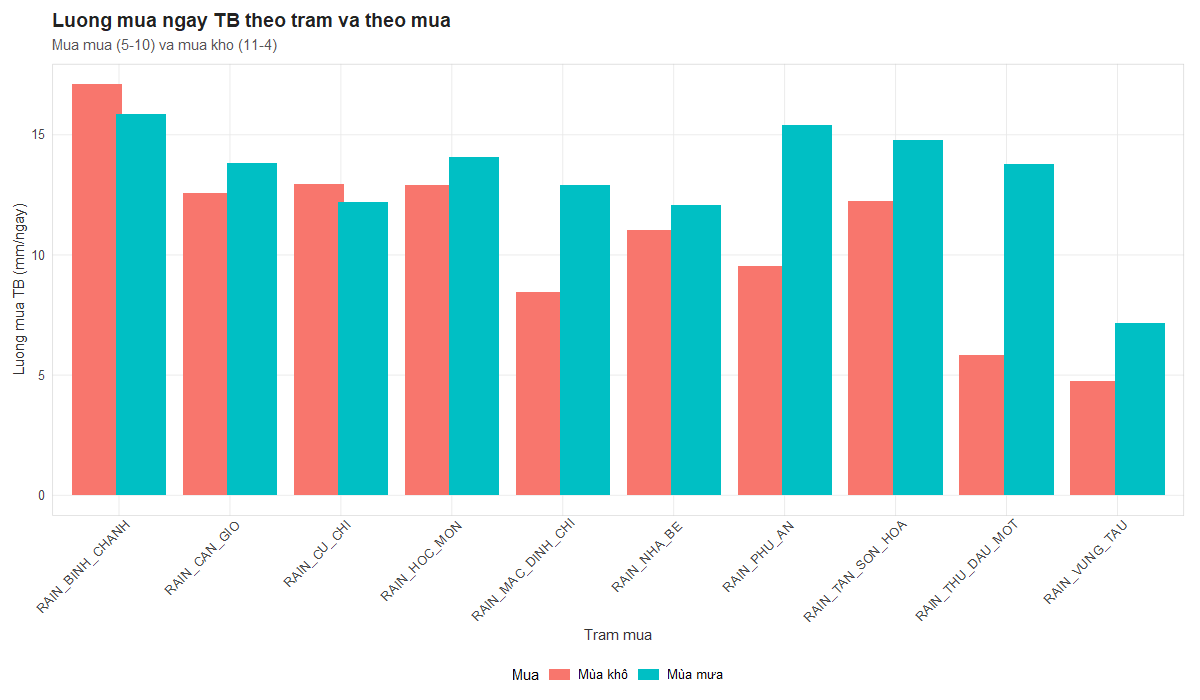 Luong mua ngay TB theo tram va theo mua
Mua mua (5-10) va mua kho (11-4)
Luong mua TB (mm/ngay)
15
10
5
0
RAIN_BINH_CHANH
RAIN_CAN_GIO
RAIN_CU_CHI
RAIN_HOC_MON
RAIN_MAC_DINH_CHI
RAIN_NHA_BE
RAIN_PHU_AN
RAIN_TAN_SON_HOA
RAIN_THU_DAU_MOT
RAIN_VUNG_TAU
Tram mua
Mua Mùa khô Mùa mưa